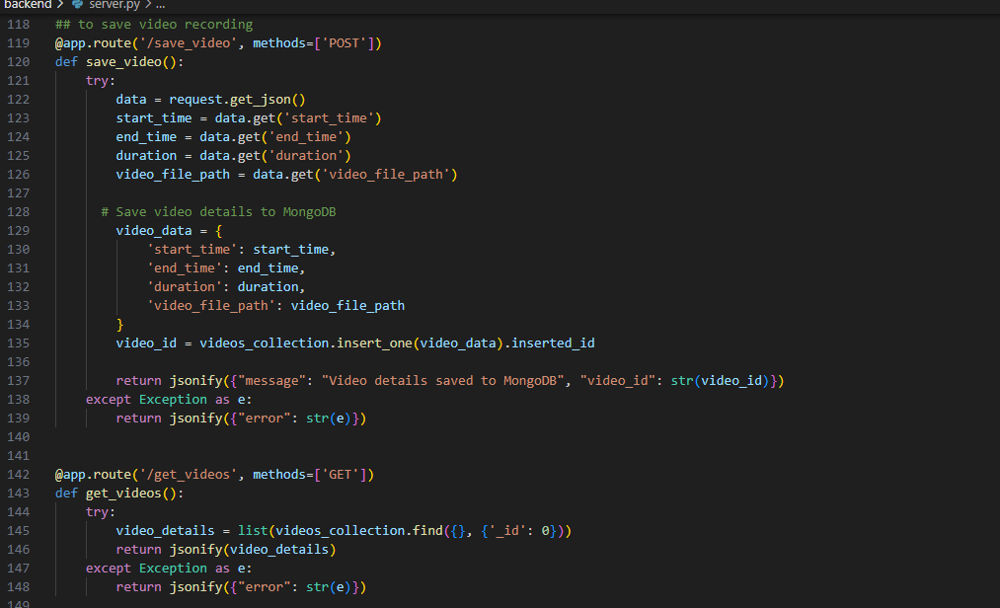 backend > server.py > ...
118 ## to save video recording
119 @app.route('/save_video', methods=['POST'])
120 def save_video():
121     try:
122         data = request.get_json()
123         start_time = data.get('start_time')
124         end_time = data.get('end_time')
125         duration = data.get('duration')
126         video_file_path = data.get('video_file_path')
127
128       # Save video details to MongoDB
129         video_data = {
130             'start_time': start_time,
131             'end_time': end_time,
132             'duration': duration,
133             'video_file_path': video_file_path
134         }
135         video_id = videos_collection.insert_one(video_data).inserted_id
136
137         return jsonify({"message": "Video details saved to MongoDB", "video_id": str(video_id)})
138     except Exception as e:
139         return jsonify({"error": str(e)})
140
141
142 @app.route('/get_videos', methods=['GET'])
143 def get_videos():
144     try:
145         video_details = list(videos_collection.find({}, {'_id': 0}))
146         return jsonify(video_details)
147     except Exception as e:
148         return jsonify({"error": str(e)})
149